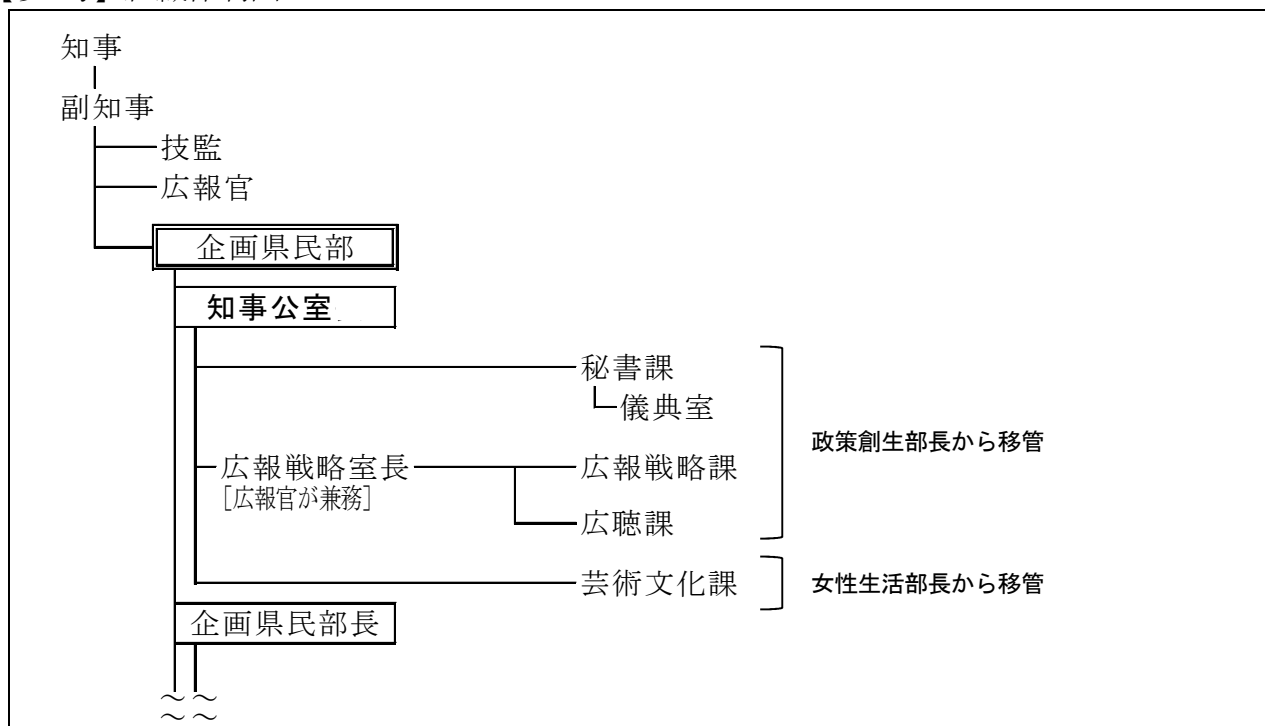 知事
副知事
技監
広報官
企画県民部
知事公室
秘書課
儀典室
政策創生部長から移管
広報戦略室長
広報戦略課
[広報官が兼務]
広聴課
芸術文化課
女性生活部長から移管
企画県民部長
～～
～～